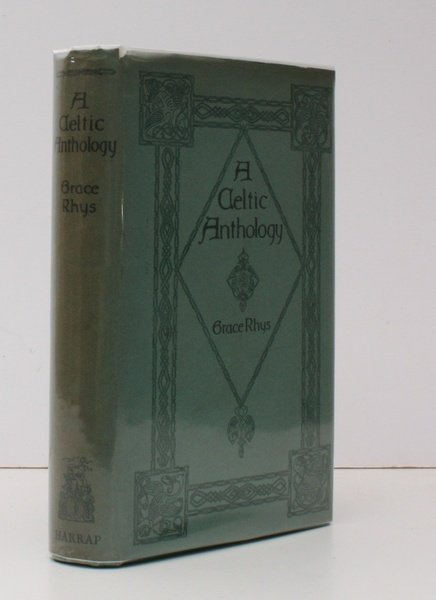 A
Celtic
Anthology
Grace
Rhys
HARRAP
A
Celtic
Anthology
Grace Rhys